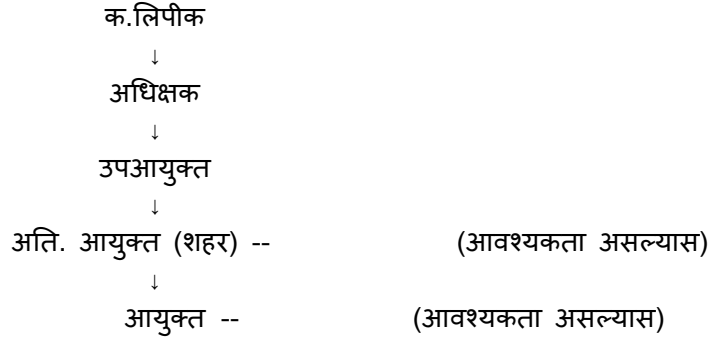 क.लिपीक
↓
अधिक्षक
↓
उपआयुक्त
↓
अति. आयुक्त (शहर) -- (आवश्यकता असल्यास)
↓
आयुक्त -- (आवश्यकता असल्यास)